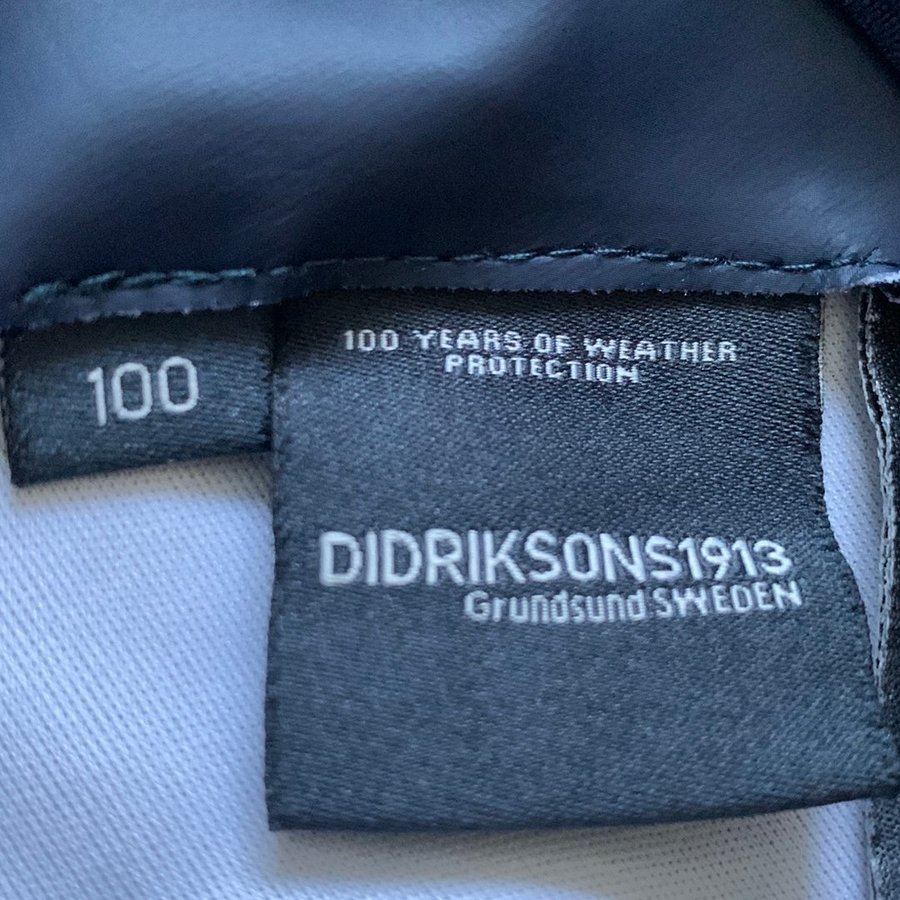 100
100 YEARS OF WEATHER
PROTECTION
DIDRIKSONS1913
Grundsund SWEDEN